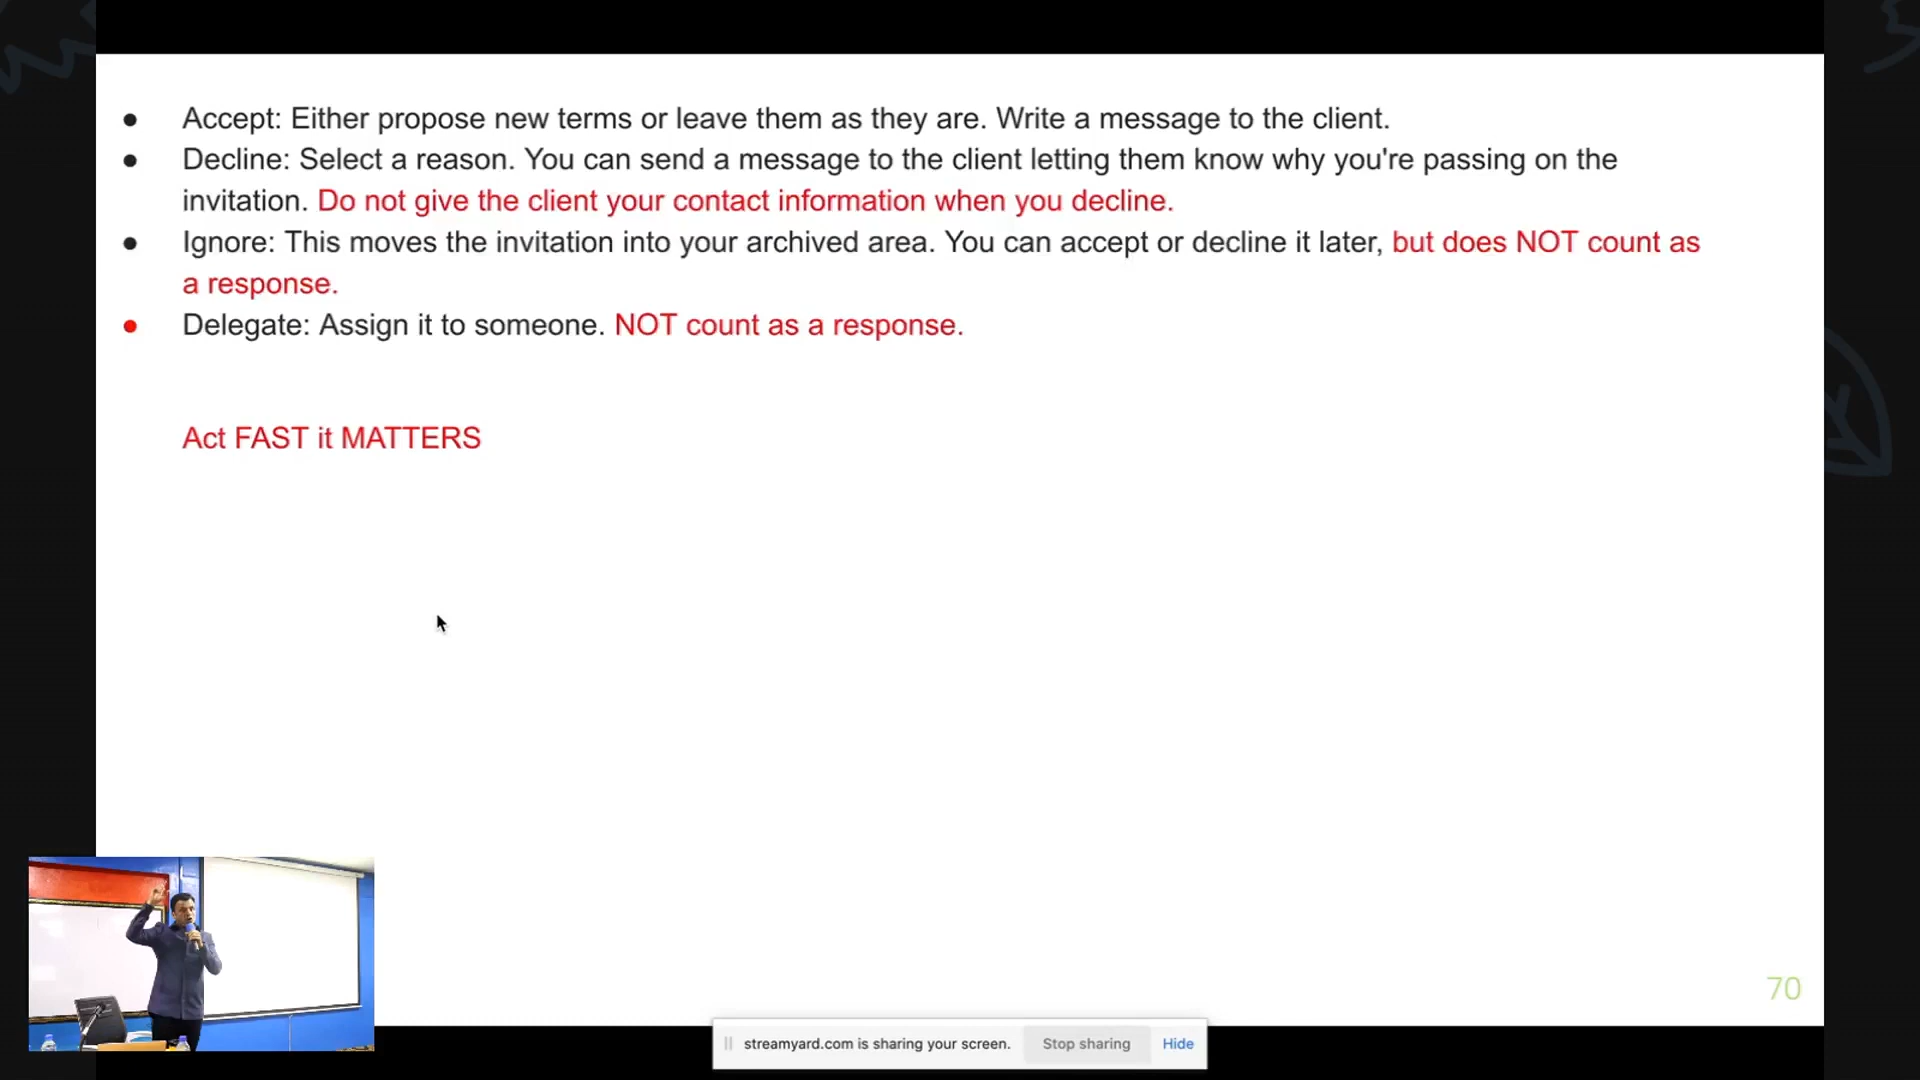 Accept: Either propose new terms or leave them as they are. Write a message to the client.
Decline: Select a reason. You can send a message to the client letting them know why you're passing on the
invitation. Do not give the client your contact information when you decline.
Ignore: This moves the invitation into your archived area. You can accept or decline it later, but does NOT count as
a response.
Delegate: Assign it to someone. NOT count as a response.
Act FAST it MATTERS
70
streamyard.com is sharing your screen. Stop sharing Hide